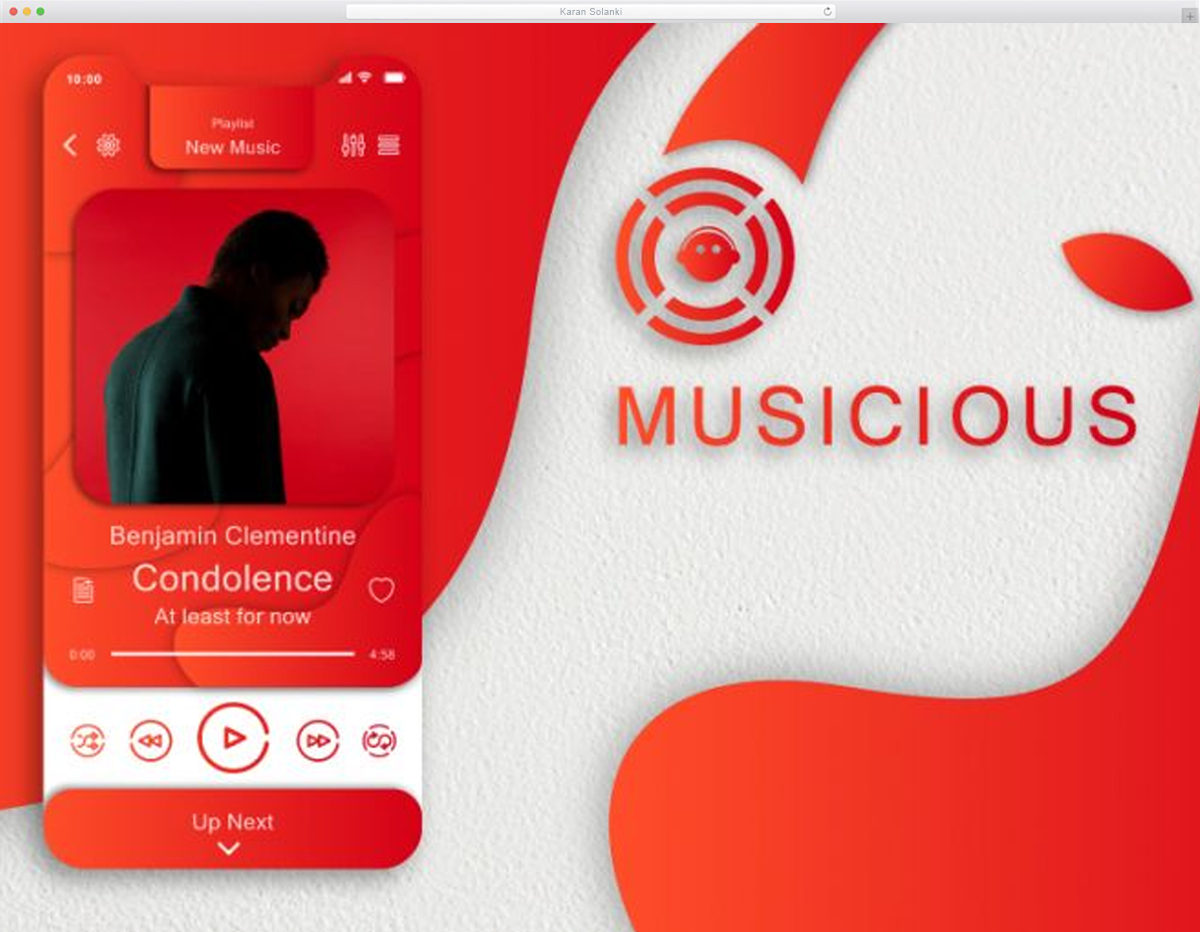 Karan Solanki
10:00
Playlist
New Music
MUSICIOUS
Benjamin Clementine
Condolence
At least for now
0:00
4:58
Up Next